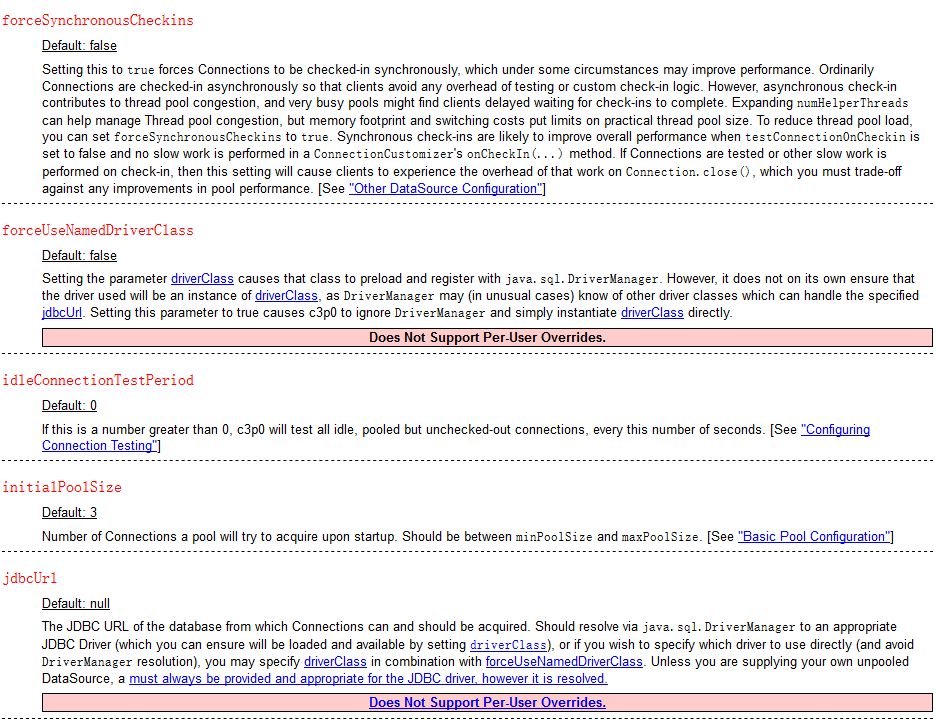 forceSynchronousCheckins
Default: false
Setting this to true forces Connections to be checked-in synchronously, which under some circumstances may improve performance. Ordinarily
Connections are checked-in asynchronously so that clients avoid any overhead of testing or custom check-in logic. However, asynchronous check-in
contributes to thread pool congestion, and very busy pools might find clients delayed waiting for check-ins to complete. Expanding numHelperThreads
can help manage Thread pool congestion, but memory footprint and switching costs put limits on practical thread pool size. To reduce thread pool load,
you can set forceSynchronousCheckins to true. Synchronous check-ins are likely to improve overall performance when testConnectionOnCheckin is
set to false and no slow work is performed in a ConnectionCustomizer's onCheckIn(...) method. If Connections are tested or other slow work is
performed on check-in, then this setting will cause clients to experience the overhead of that work on Connection.close(), which you must trade-off
against any improvements in pool performance. [See "Other DataSource Configuration"]
forceUseNamedDriverClass
Default: false
Setting the parameter driverClass causes that class to preload and register with java.sql.DriverManager. However, it does not on its own ensure that
the driver used will be an instance of driverClass, as DriverManager may (in unusual cases) know of other driver classes which can handle the specified
jdbcUrl. Setting this parameter to true causes c3p0 to ignore DriverManager and simply instantiate driverClass directly.
Does Not Support Per-User Overrides.
idleConnectionTestPeriod
Default: 0
If this is a number greater than 0, c3p0 will test all idle, pooled but unchecked-out connections, every this number of seconds. [See "Configuring
Connection Testing"]
initialPoolSize
Default: 3
Number of Connections a pool will try to acquire upon startup. Should be between minPoolSize and maxPoolSize. [See "Basic Pool Configuration"]
jdbcUrl
Default: null
The JDBC URL of the database from which Connections can and should be acquired. Should resolve via java.sql.DriverManager to an appropriate
JDBC Driver (which you can ensure will be loaded and available by setting driverClass), or if you wish to specify which driver to use directly (and avoid
DriverManager resolution), you may specify driverClass in combination with forceUseNamedDriverClass. Unless you are supplying your own unpooled
DataSource, a must always be provided and appropriate for the JDBC driver, however it is resolved.
Does Not Support Per-User Overrides.